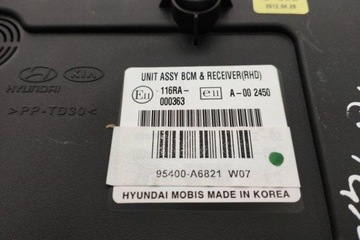 2012.04.25
HYUNDAI KIA
>PP-TD30<
UNIT ASSY BCM & RECEIVER(RHD)
E11 116RA-000363 e11 A-00 2450
95400-A6821 W07
HYUNDAI MOBIS MADE IN KOREA